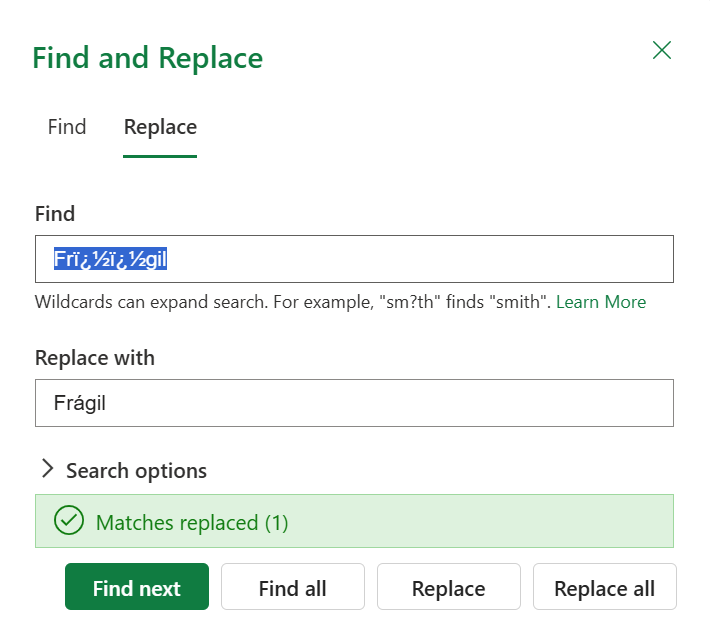 Find and Replace
Find Replace
Find
Frï¿½ï¿½gil
Wildcards can expand search. For example, "sm?th" finds "smith". Learn More
Replace with
Frágil
Search options
Matches replaced (1)
Find next Find all Replace Replace all